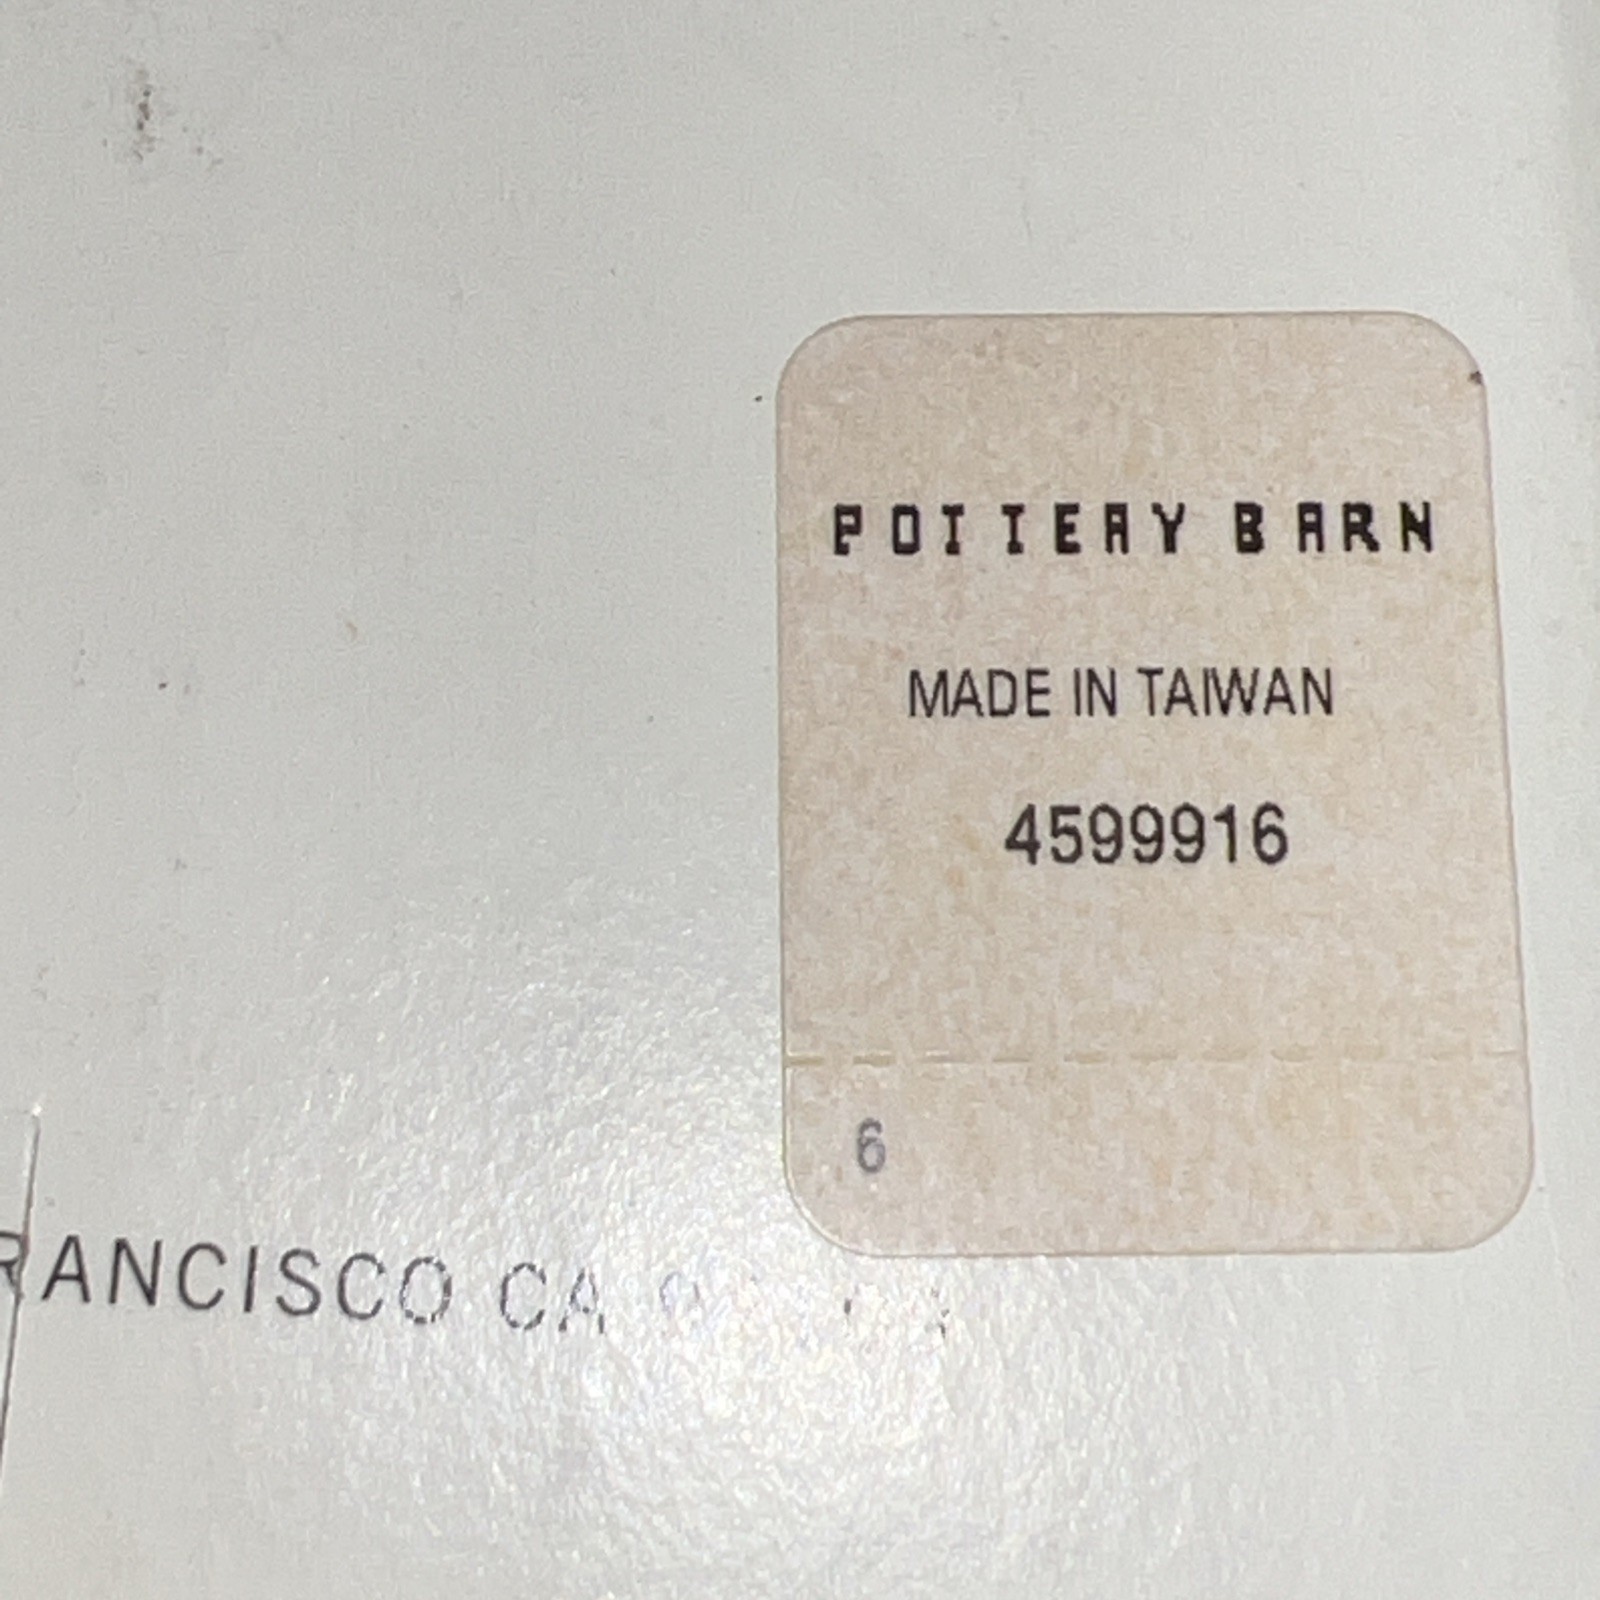 POTTERY BARN
MADE IN TAIWAN
4599916
6
RANCISCO CA